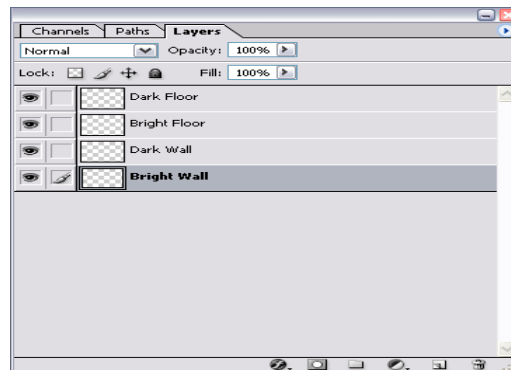 Channels Paths Layers
Normal Opacity: 100%
Lock: Fill: 100%
Dark Floor
Bright Floor
Dark Wall
Bright Wall